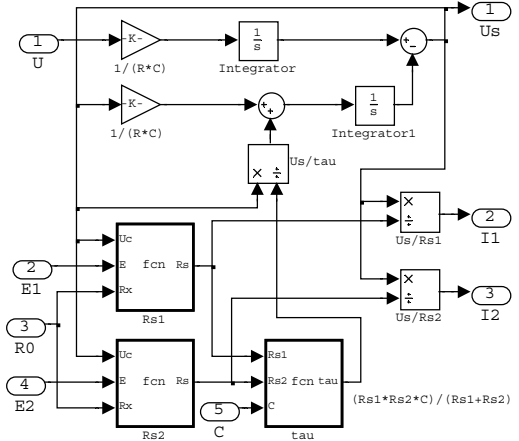 1
Us
1
U
-K-
1/(R*C)
1
s
Integrator
+
-
-K-
1/(R*C)
+
+
1
s
Integrator1
× ÷
Us/tau
×
÷
Us/Rs1
2
I1
Uc
E fcn Rs
Rx
Rs1
2
E1
×
÷
Us/Rs2
3
I2
3
R0
Uc
E fcn Rs
Rx
Rs2
4
E2
Rs1
Rs2 fcn tau
C
tau
5
C
(Rs1*Rs2*C)/(Rs1+Rs2)